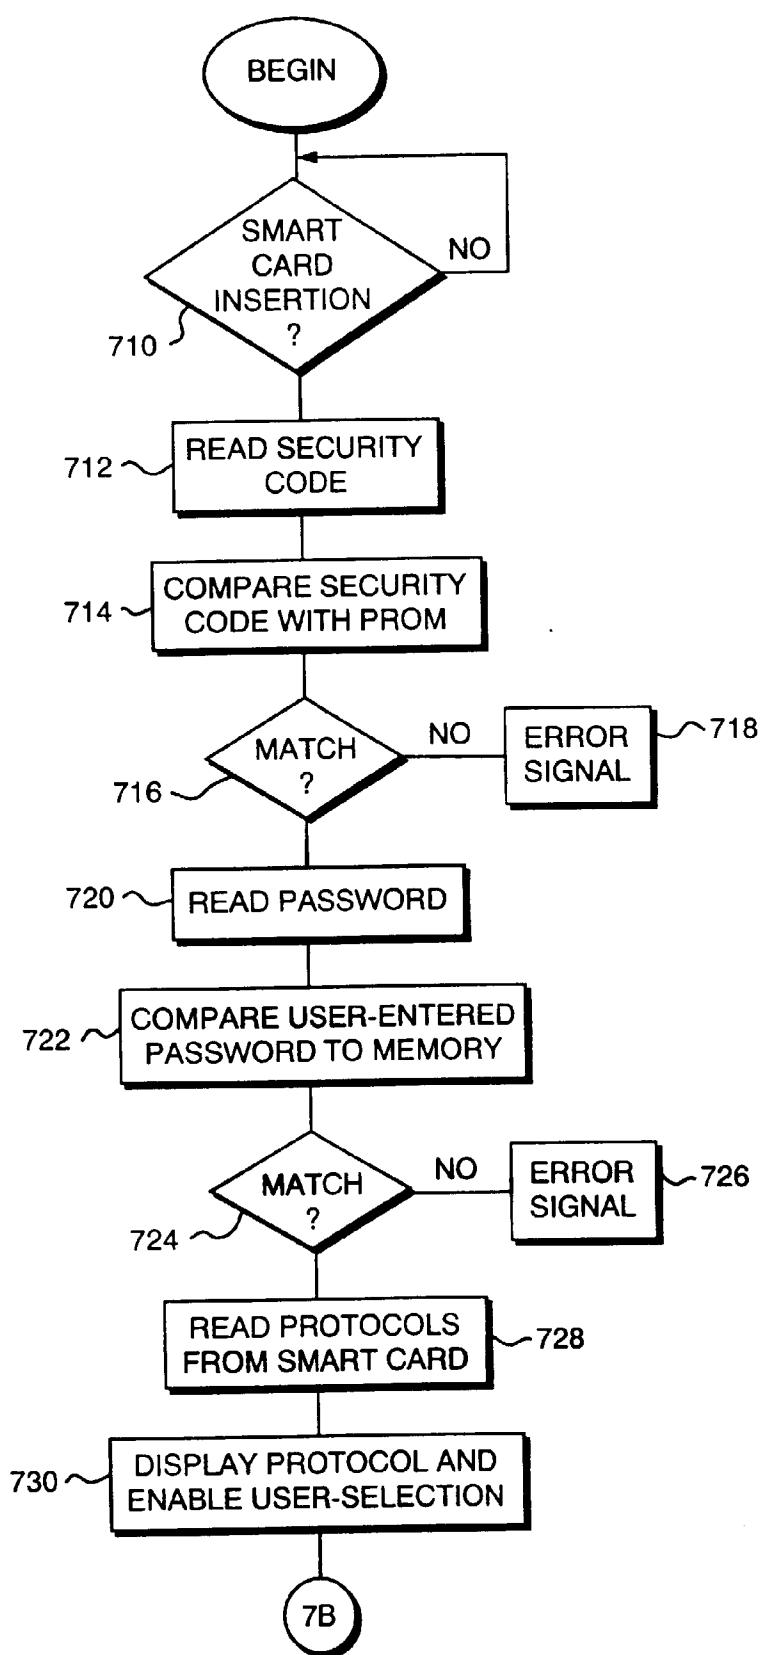 BEGIN
SMART
CARD
INSERTION
?
NO
710
READ SECURITY
CODE
712
COMPARE SECURITY
CODE WITH PROM
714
MATCH
?
NO
716
ERROR
SIGNAL
718
READ PASSWORD
720
COMPARE USER-ENTERED
PASSWORD TO MEMORY
722
MATCH
?
NO
724
ERROR
SIGNAL
726
READ PROTOCOLS
FROM SMART CARD
728
DISPLAY PROTOCOL AND
ENABLE USER-SELECTION
730
7B